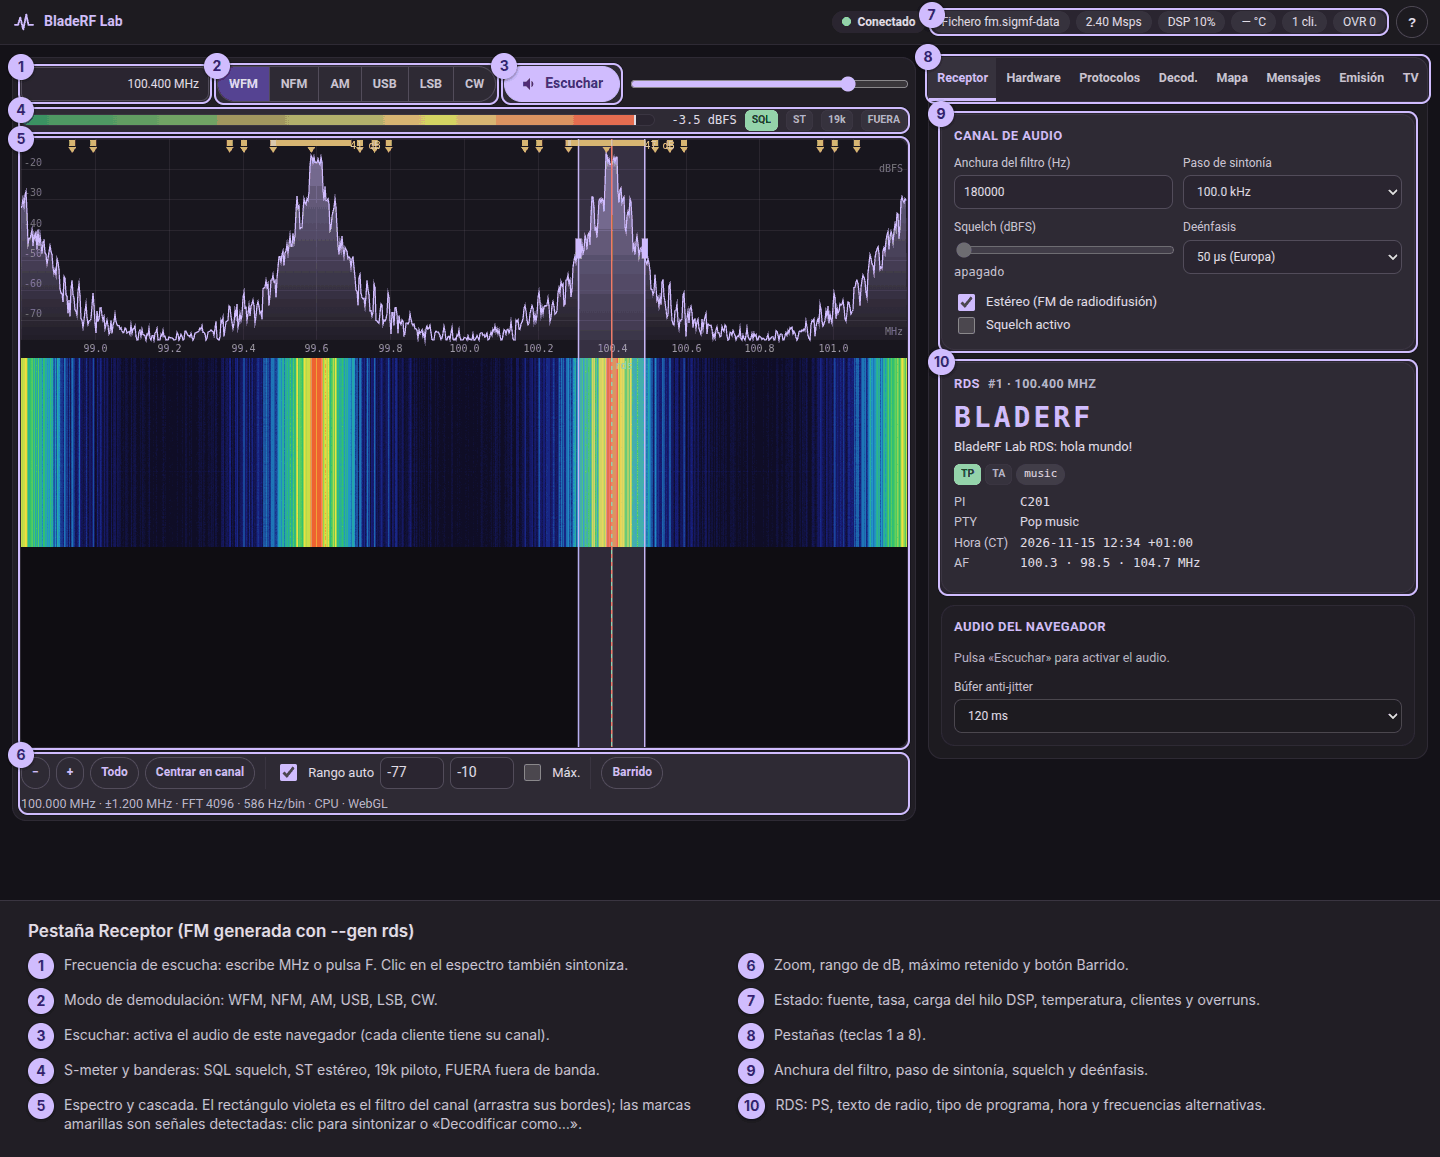 BladeRF Lab
Conectado
7
Fichero fm.sigmf-data
2.40 Msps
DSP 10%
— °C
1 cli.
OVR 0
?
1
100.400 MHz
2
WFM
NFM
AM
USB
LSB
CW
3
Escuchar
8
Receptor
Hardware
Protocolos
Decod.
Mapa
Mensajes
Emisión
TV
4
-3.5 dBFS
SQL
ST
19k
FUERA
5
-20
-30
-40
-50
-60
-70
dBFS
MHz
99.0
99.2
99.4
99.6
99.8
100.0
100.2
100.4
100.6
100.8
101.0
9
CANAL DE AUDIO
Anchura del filtro (Hz)
Paso de sintonía
180000
100.0 kHz
Squelch (dBFS)
Deénfasis
apagado
50 µs (Europa)
Estéreo (FM de radiodifusión)
Squelch activo
10
RDS #1 · 100.400 MHZ
BLADERF
BladeRF Lab RDS: hola mundo!
TP
TA
music
PI C201
PTY Pop music
Hora (CT) 2026-11-15 12:34 +01:00
AF 100.3 · 98.5 · 104.7 MHz
AUDIO DEL NAVEGADOR
Pulsa «Escuchar» para activar el audio.
Búfer anti-jitter
120 ms
6
−
+
Todo
Centrar en canal
Rango auto
-77
-10
Máx.
Barrido
100.000 MHz · ±1.200 MHz · FFT 4096 · 586 Hz/bin · CPU · WebGL
Pestaña Receptor (FM generada con --gen rds)
1 Frecuencia de escucha: escribe MHz o pulsa F. Clic en el espectro también sintoniza.
2 Modo de demodulación: WFM, NFM, AM, USB, LSB, CW.
3 Escuchar: activa el audio de este navegador (cada cliente tiene su canal).
4 S-meter y banderas: SQL squelch, ST estéreo, 19k piloto, FUERA fuera de banda.
5 Espectro y cascada. El rectángulo violeta es el filtro del canal (arrastra sus bordes); las marcas
amarillas son señales detectadas: clic para sintonizar o «Decodificar como...».
6 Zoom, rango de dB, máximo retenido y botón Barrido.
7 Estado: fuente, tasa, carga del hilo DSP, temperatura, clientes y overruns.
8 Pestañas (teclas 1 a 8).
9 Anchura del filtro, paso de sintonía, squelch y deénfasis.
10 RDS: PS, texto de radio, tipo de programa, hora y frecuencias alternativas.